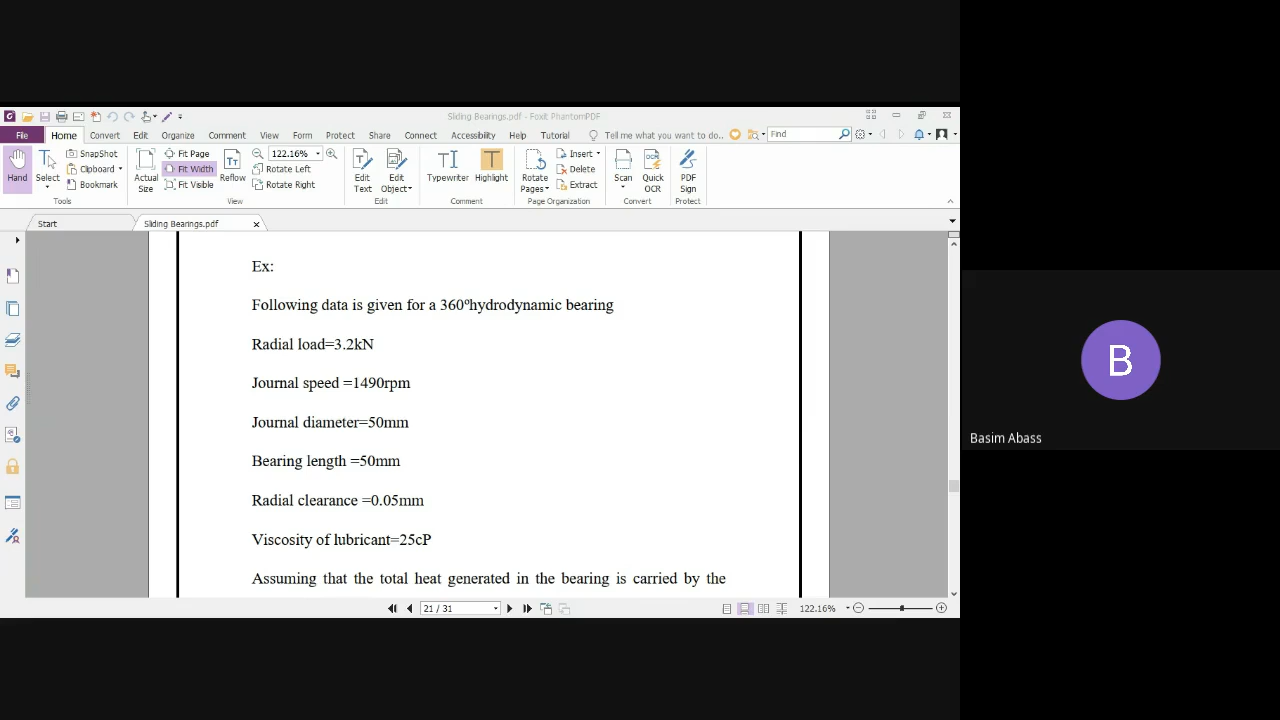 Sliding Bearings.pdf - Foxit PhantomPDF
File Home Convert Edit Organize Comment View Form Protect Share Connect Accessibility Help Tutorial Tell me what you want to do.. Find
Hand
Select
SnapShot
Clipboard
Bookmark
Tools
Actual Size
Fit Page
Fit Width
Fit Visible
Reflow
122.16%
Rotate Left
Rotate Right
View
Edit Text
Edit Object
Edit
Typewriter
Highlight
Comment
Rotate Pages
Insert
Delete
Extract
Page Organization
Scan
Quick OCR
Convert
PDF Sign
Protect
Start
Sliding Bearings.pdf
Ex:
Following data is given for a 360ºhydrodynamic bearing
Radial load=3.2kN
Journal speed =1490rpm
Journal diameter=50mm
Bearing length =50mm
Radial clearance =0.05mm
Viscosity of lubricant=25cP
Assuming that the total heat generated in the bearing is carried by the
21 / 31
122.16%
B
Basim Abass